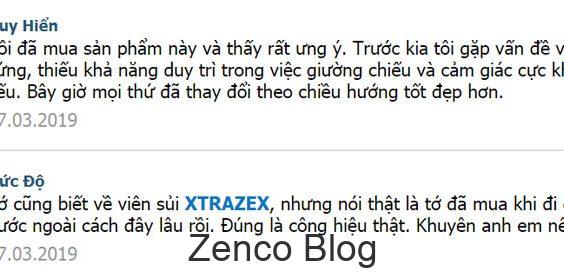 uy Hiển
ôi đã mua sản phẩm này và thấy rất ưng ý. Trước kia tôi gặp vấn đề v
ứng, thiếu khả năng duy trì trong việc giường chiếu và cảm giác cực k
ếu. Bây giờ mọi thứ đã thay đổi theo chiều hướng tốt đẹp hơn.
7.03.2019
ức Độ
ớ cũng biết về viên sủi XTRAZEX, nhưng nói thật là tớ đã mua khi đi
ước ngoài cách đây lâu rồi. Đúng là công hiệu thật. Khuyên anh em nê
7.03.2019
Zenco Blog